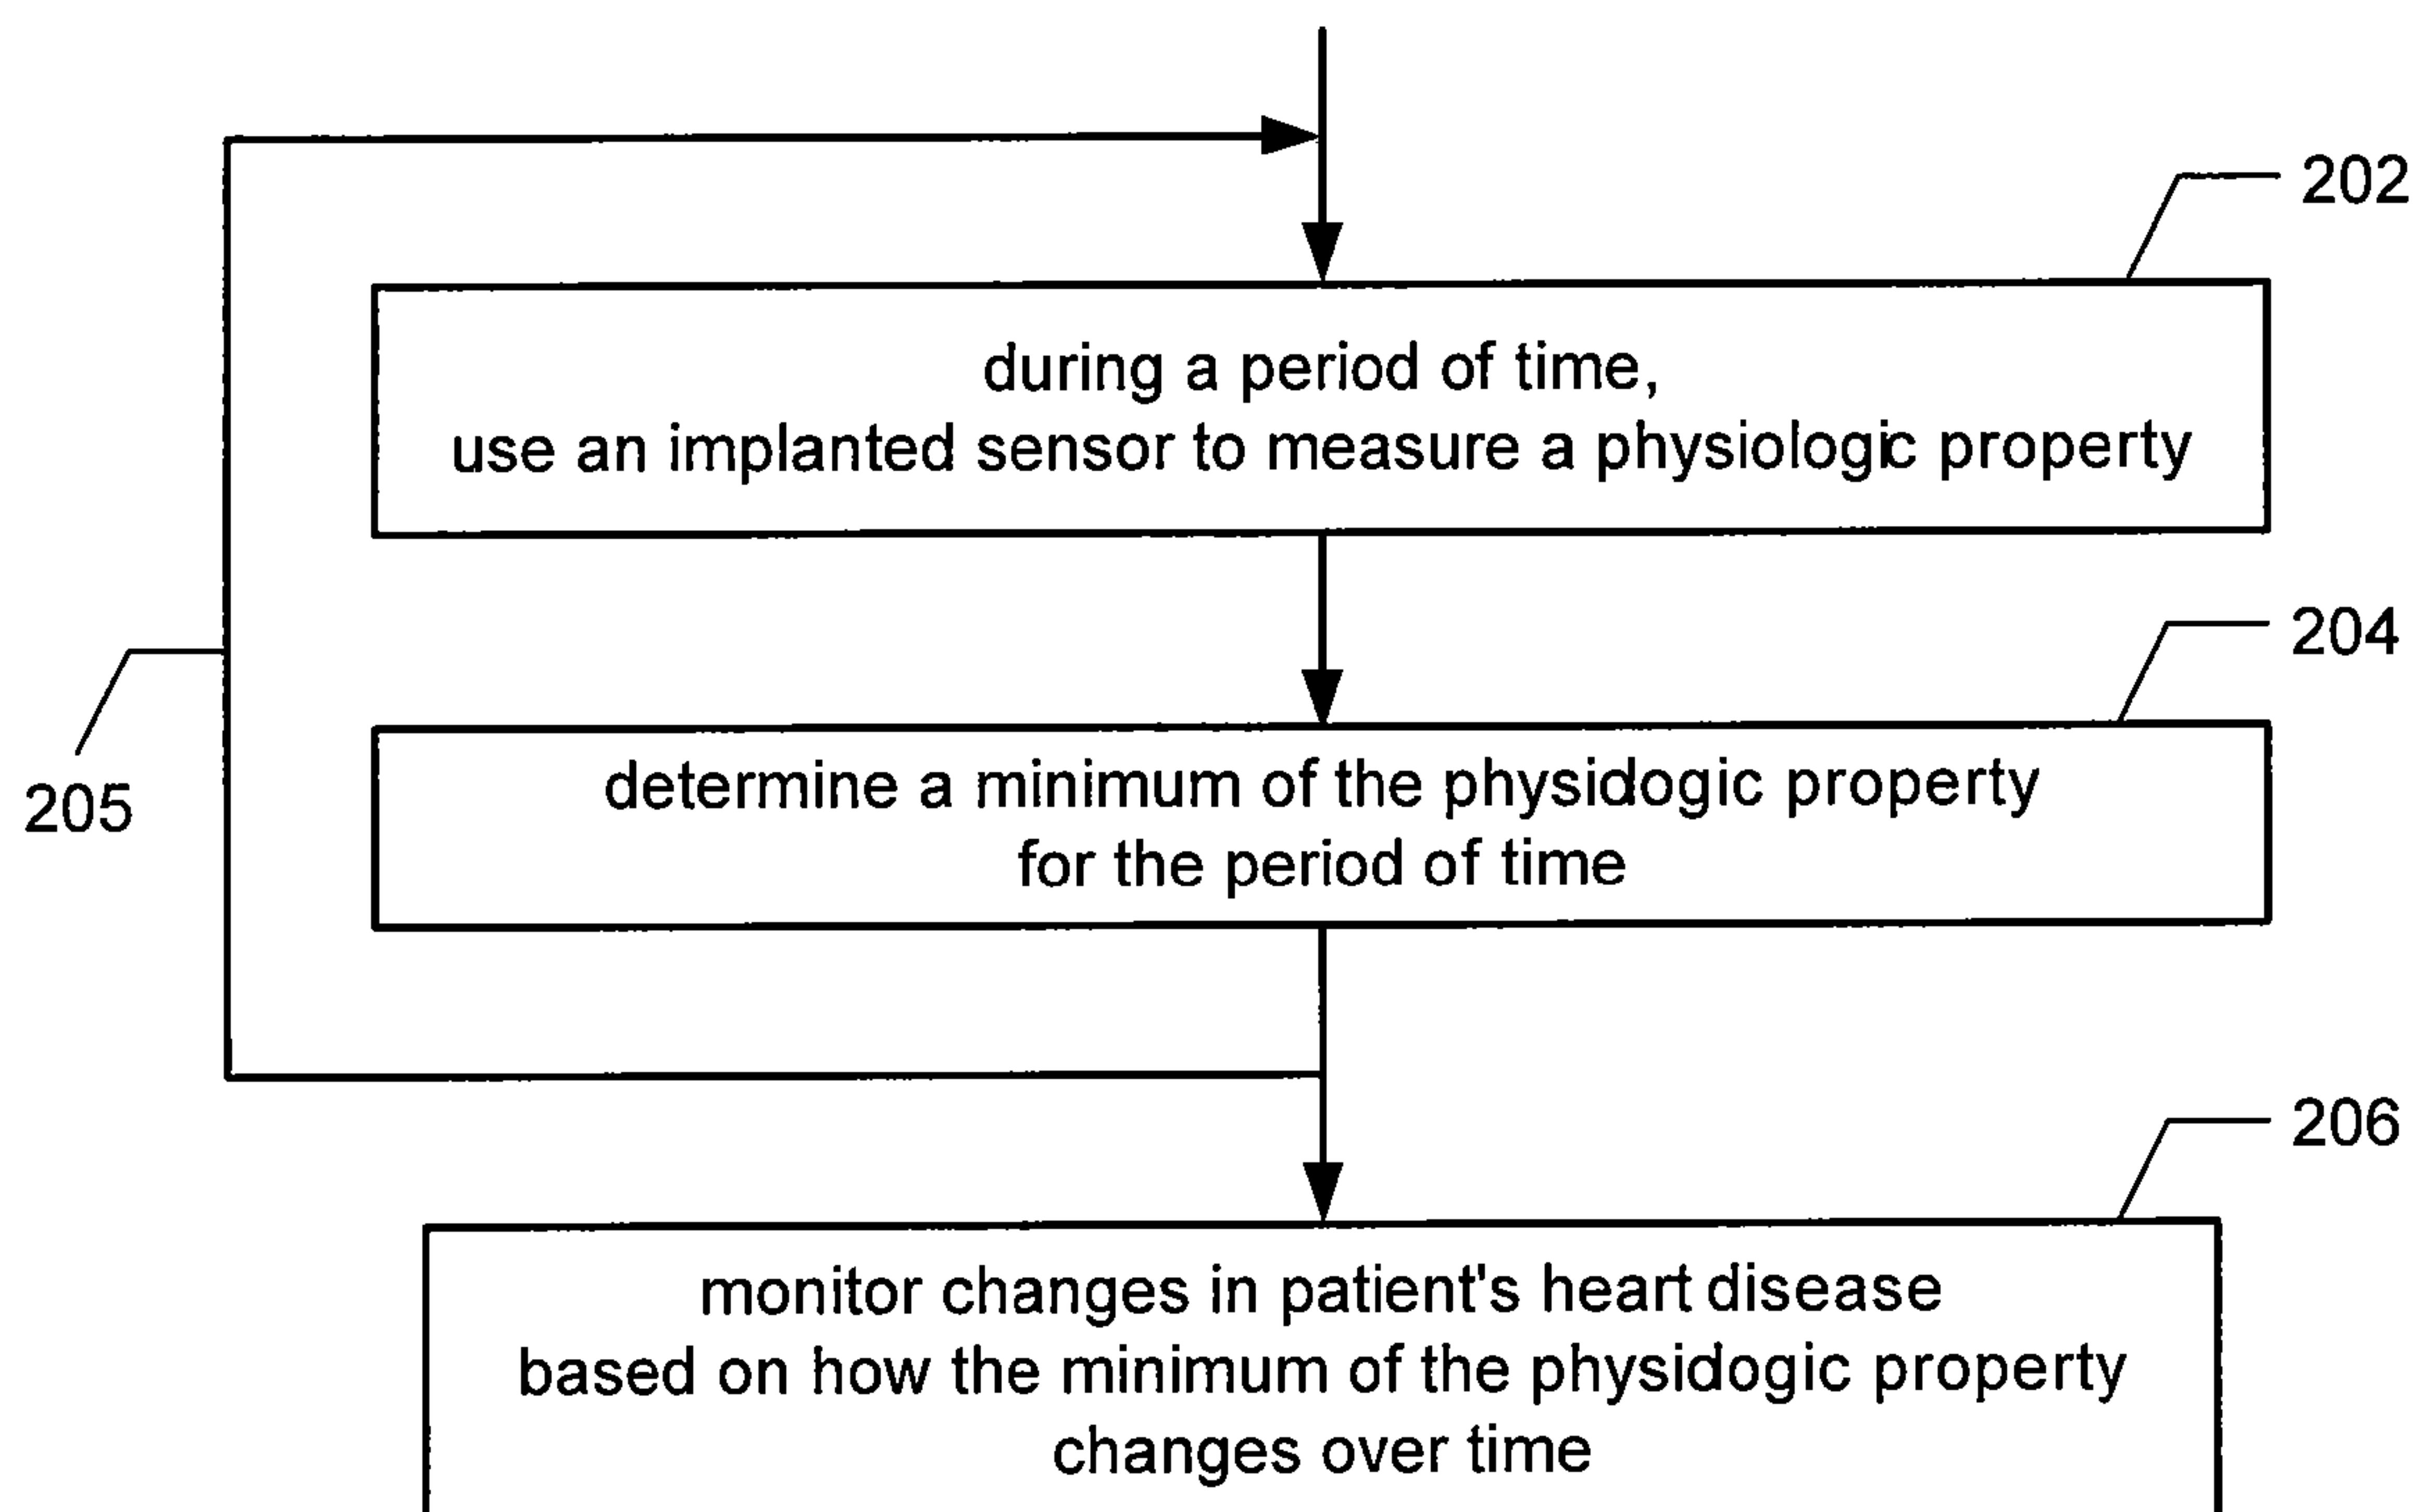 202
during a period of time,
use an implanted sensor to measure a physiologic property
204
determine a minimum of the physiologic property
for the period of time
205
206
monitor changes in patient's heart disease
based on how the minimum of the physiologic property
changes over time